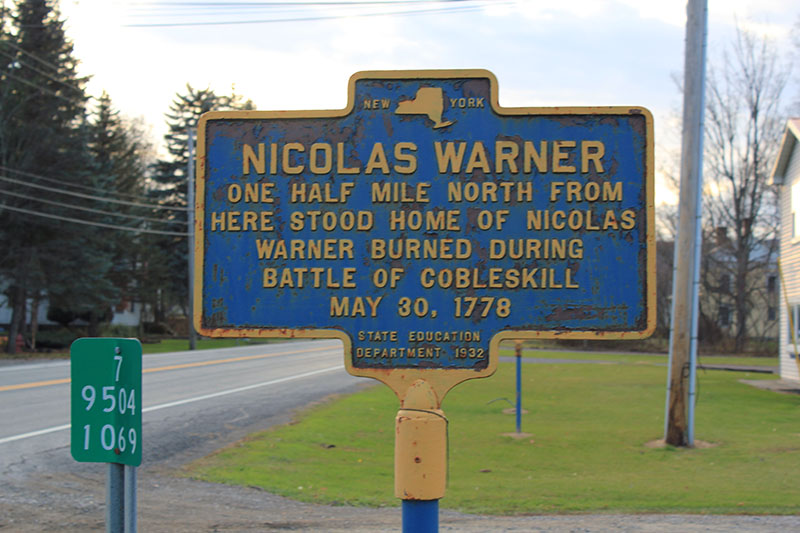 NEW YORK
NICOLAS WARNER
ONE HALF MILE NORTH FROM
HERE STOOD HOME OF NICOLAS
WARNER BURNED DURING
BATTLE OF COBLESKILL
MAY 30, 1778
STATE EDUCATION
DEPARTMENT 1932
7
9504
1069